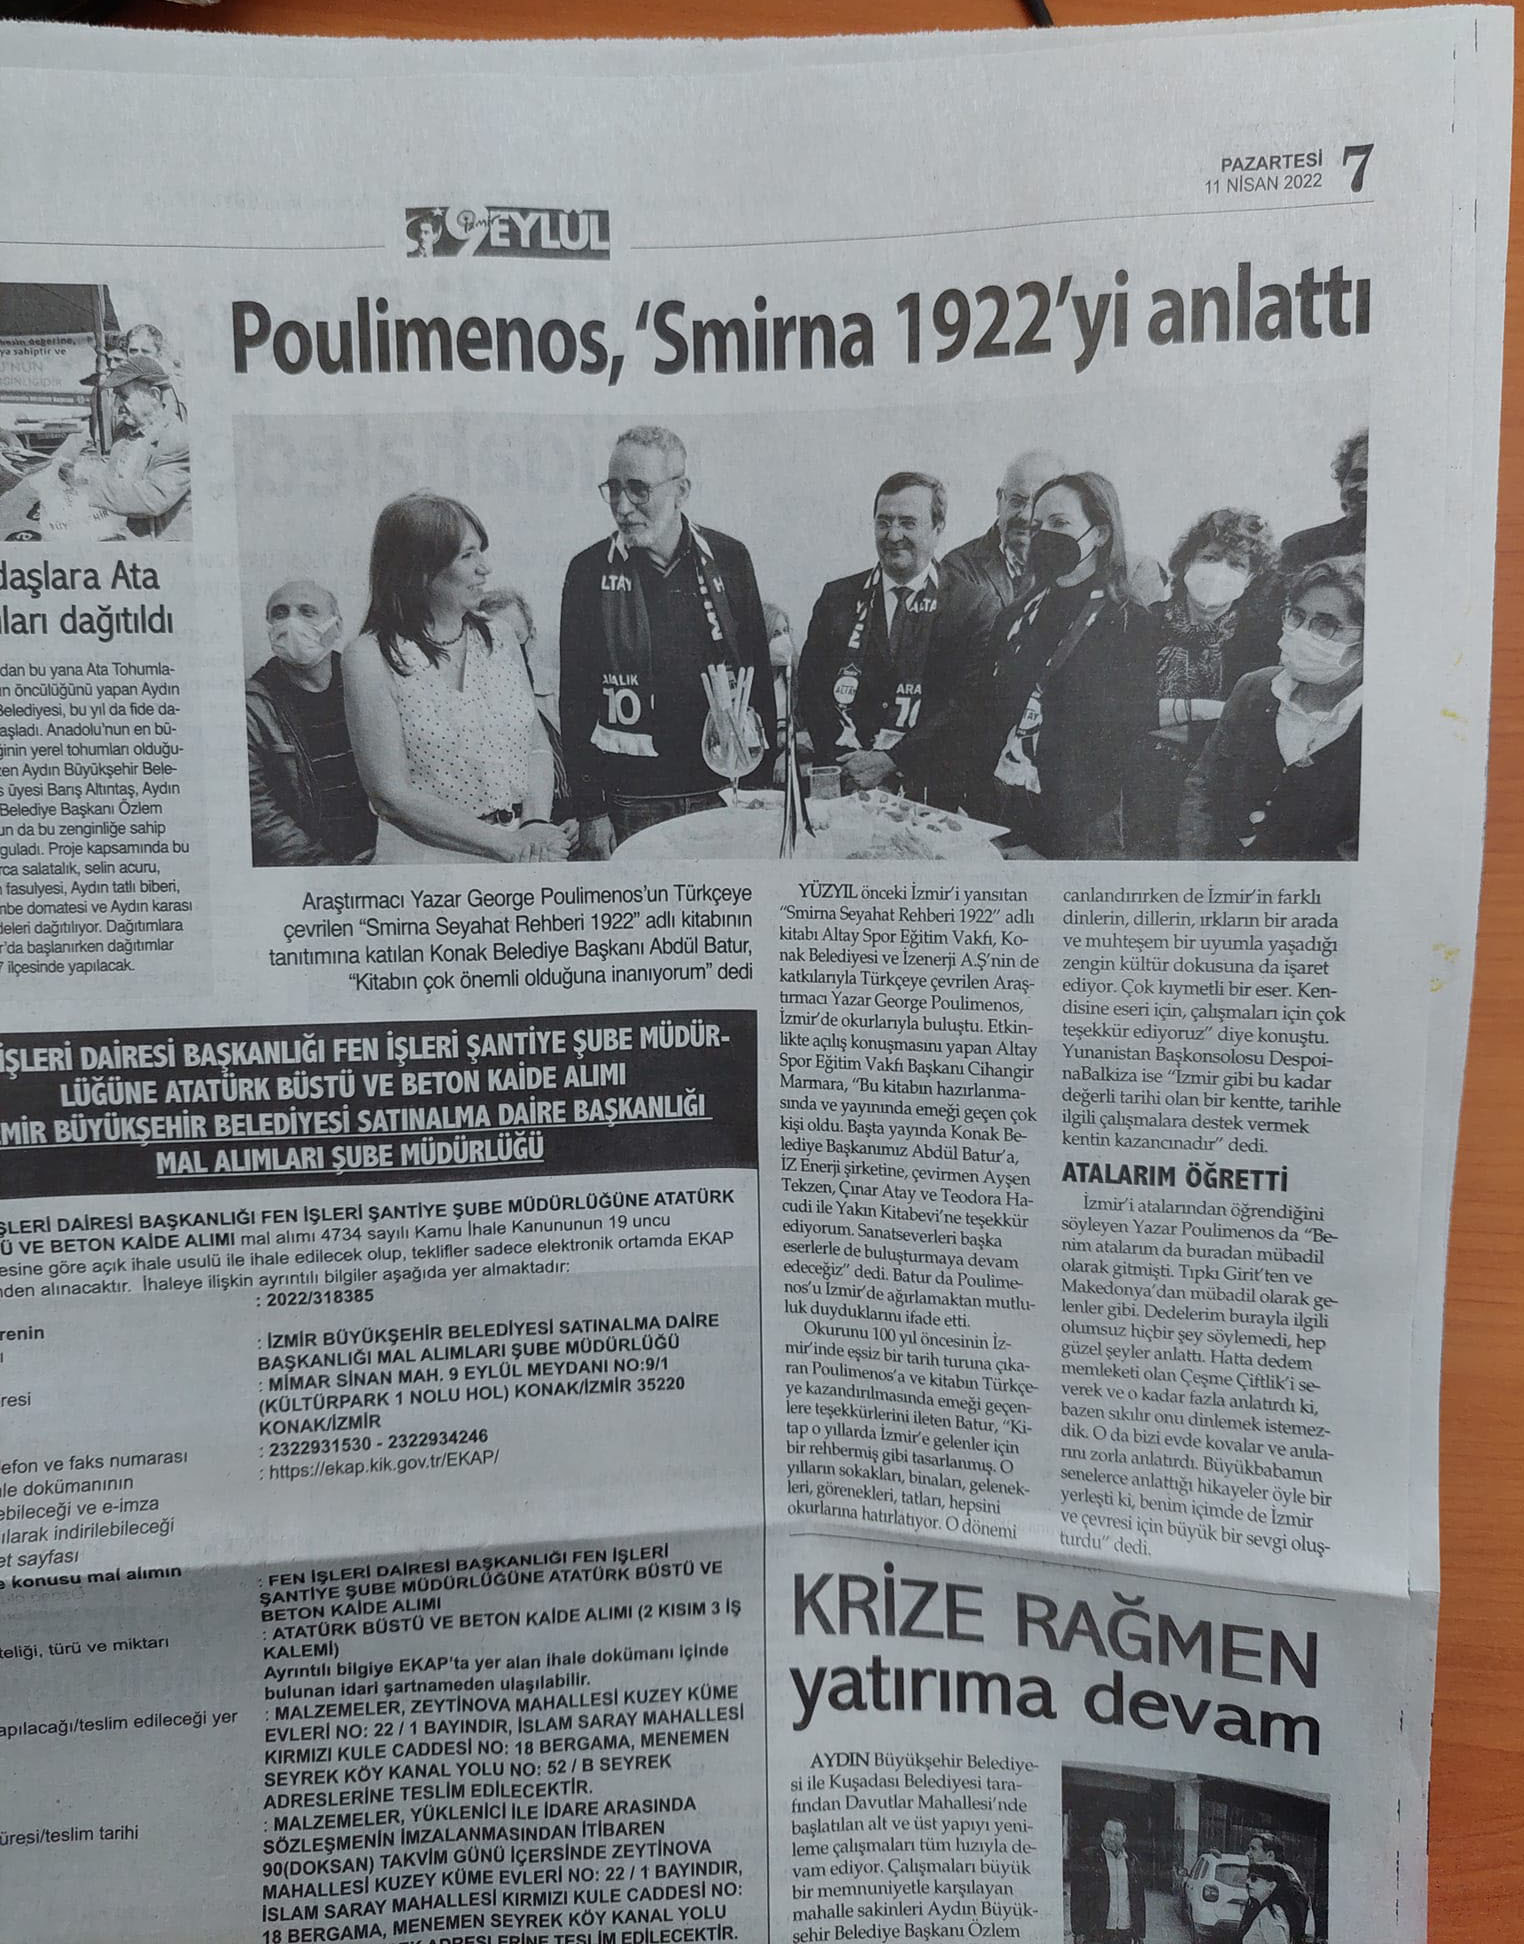 PAZARTESİ
11 NİSAN 2022
7
İzmir
9 EYLÜL
Poulimenos, ‘Smirna 1922’yi anlattı
ya sahiptir ve
daşlara Ata
ları dağıtıldı
dan bu yana Ata Tohumla-
n öncülüğünü yapan Aydın
Belediyesi, bu yıl da fide da-
aşladı. Anadolu’nun en bü-
ğinin yerel tohumları olduğu-
zen Aydın Büyükşehir Bele-
s üyesi Barış Altıntaş, Aydın
Belediye Başkanı Özlem
un da bu zenginliğe sahip
guladı. Proje kapsamında bu
rca salatalık, selin acuru,
fasulyesi, Aydın tatlı biberi,
mbe domatesi ve Aydın karası
deleri dağıtılıyor. Dağıtımlara
r’da başlanırken dağıtımlar
7 ilçesinde yapılacak.
LTAY
ARALIK
10
ALTA
ARA
ALTAY
Araştırmacı Yazar George Poulimenos’un Türkçeye
çevrilen “Smirna Seyahat Rehberi 1922” adlı kitabının
tanıtımına katılan Konak Belediye Başkanı Abdül Batur,
“Kitabın çok önemli olduğuna inanıyorum” dedi
YÜZYIL önceki İzmir’i yansıtan
“Smirna Seyahat Rehberi 1922” adlı
kitabı Altay Spor Eğitim Vakfı, Ko-
nak Belediyesi ve İzenerji A.Ş’nin de
katkılarıyla Türkçeye çevrilen Araş-
tırmacı Yazar George Poulimenos,
İzmir’de okurlarıyla buluştu. Etkin-
likte açılış konuşmasını yapan Altay
Spor Eğitim Vakfı Başkanı Cihangir
Marmara, “Bu kitabın hazırlanma-
sında ve yayınında emeği geçen çok
kişi oldu. Başta yayında Konak Be-
lediye Başkanımız Abdül Batur’a,
İZ Enerji şirketine, çevirmen Ayşen
Tekzen, Çınar Atay ve Teodora Ha-
cudi ile Yakın Kitabevi’ne teşekkür
ediyorum. Sanatseverleri başka
eserlerle de buluşturmaya devam
edeceğiz” dedi. Batur da Poulime-
nos’u İzmir’de ağırlamaktan mutlu-
luk duyduklarını ifade etti.
Okurunu 100 yıl öncesinin İz-
mir’inde eşsiz bir tarih turuna çıka-
ran Poulimenos’a ve kitabın Türkçe-
ye kazandırılmasında emeği geçen-
lere teşekkürlerini ileten Batur, “Ki-
tap o yıllarda İzmir’e gelenler için
bir rehbermiş gibi tasarlanmış. O
yılların sokakları, binaları, gelenek-
leri, görenekleri, tatları, hepsini
okurlarına hatırlatıyor. O dönemi
canlandırırken de İzmir’in farklı
dinlerin, dillerin, ırkların bir arada
ve muhteşem bir uyumla yaşadığı
zengin kültür dokusuna da işaret
ediyor. Çok kıymetli bir eser. Ken-
disine eseri için, çalışmaları için çok
teşekkür ediyoruz” diye konuştu.
Yunanistan Başkonsolosu Despoi-
naBalkiza ise “İzmir gibi bu kadar
değerli tarihi olan bir kentte, tarihle
ilgili çalışmalara destek vermek
kentin kazancınadır” dedi.
ATALARIM ÖĞRETTİ
İzmir’i atalarından öğrendiğini
söyleyen Yazar Poulimenos da “Be-
nim atalarım da buradan mübadil
olarak gitmişti. Tıpkı Girit’ten ve
Makedonya’dan mübadil olarak ge-
lenler gibi. Dedelerim burayla ilgili
olumsuz hiçbir şey söylemedi, hep
güzel şeyler anlattı. Hatta dedem
memleketi olan Çeşme Çiftlik’i se-
verek ve o kadar fazla anlatırdı ki,
bazen sıkılır onu dinlemek istemez-
dik. O da bizi evde kovalar ve anıla-
rını zorla anlatırdı. Büyükbabamın
senelerce anlattığı hikayeler öyle bir
yerleşti ki, benim içimde de İzmir
ve çevresi için büyük bir sevgi oluş-
turdu” dedi.
İŞLERİ DAİRESİ BAŞKANLIĞI FEN İŞLERİ ŞANTİYE ŞUBE MÜDÜR-
LÜĞÜNE ATATÜRK BÜSTÜ VE BETON KAİDE ALIMI
MİR BÜYÜKŞEHİR BELEDİYESİ SATINALMA DAİRE BAŞKANLIĞI
MAL ALIMLARI ŞUBE MÜDÜRLÜĞÜ
ŞLERİ DAİRESİ BAŞKANLIĞI FEN İŞLERİ ŞANTİYE ŞUBE MÜDÜRLÜĞÜNE ATATÜRK
Ü VE BETON KAİDE ALIMI mal alımı 4734 sayılı Kamu İhale Kanununun 19 uncu
esine göre açık ihale usulü ile ihale edilecek olup, teklifler sadece elektronik ortamda EKAP
nden alınacaktır. İhaleye ilişkin ayrıntılı bilgiler aşağıda yer almaktadır:
: 2022/318385
renin
ı
: İZMİR BÜYÜKŞEHİR BELEDİYESİ SATINALMA DAİRE
BAŞKANLIĞI MAL ALIMLARI ŞUBE MÜDÜRLÜĞÜ
resi
: MİMAR SİNAN MAH. 9 EYLÜL MEYDANI NO:9/1
(KÜLTÜRPARK 1 NOLU HOL) KONAK/İZMİR 35220
KONAK/İZMİR
efon ve faks numarası
: 2322931530 - 2322934246
ale dokümanının
ebileceği ve e-imza
ılarak indirilebileceği
et sayfası
: https://ekap.kik.gov.tr/EKAP/
e konusu mal alımın
: FEN İŞLERİ DAİRESİ BAŞKANLIĞI FEN İŞLERİ
ŞANTİYE ŞUBE MÜDÜRLÜĞÜNE ATATÜRK BÜSTÜ VE
BETON KAİDE ALIMI
teliği, türü ve miktarı
: ATATÜRK BÜSTÜ VE BETON KAİDE ALIMI (2 KISIM 3 İŞ
KALEMİ)
Ayrıntılı bilgiye EKAP’ta yer alan ihale dokümanı içinde
bulunan idari şartnameden ulaşılabilir.
apılacağı/teslim edileceği yer
: MALZEMELER, ZEYTİNOVA MAHALLESİ KUZEY KÜME
EVLERİ NO: 22 / 1 BAYINDIR, İSLAM SARAY MAHALLESİ
KIRMIZI KULE CADDESİ NO: 18 BERGAMA, MENEMEN
SEYREK KÖY KANAL YOLU NO: 52 / B SEYREK
ADRESLERİNE TESLİM EDİLECEKTİR.
üresi/teslim tarihi
: MALZEMELER, YÜKLENİCİ İLE İDARE ARASINDA
SÖZLEŞMENİN İMZALANMASINDAN İTİBAREN
90(DOKSAN) TAKVİM GÜNÜ İÇERSİNDE ZEYTİNOVA
MAHALLESİ KUZEY KÜME EVLERİ NO: 22 / 1 BAYINDIR,
İSLAM SARAY MAHALLESİ KIRMIZI KULE CADDESİ NO:
18 BERGAMA, MENEMEN SEYREK KÖY KANAL YOLU
ADRESLERİNE TESLİM EDİLECEKTİR.
KRİZE RAĞMEN
yatırıma devam
AYDIN Büyükşehir Belediye-
si ile Kuşadası Belediyesi tara-
fından Davutlar Mahallesi’nde
başlatılan alt ve üst yapıyı yeni-
leme çalışmaları tüm hızıyla de-
vam ediyor. Çalışmaları büyük
bir memnuniyetle karşılayan
mahalle sakinleri Aydın Büyük-
şehir Belediye Başkanı Özlem